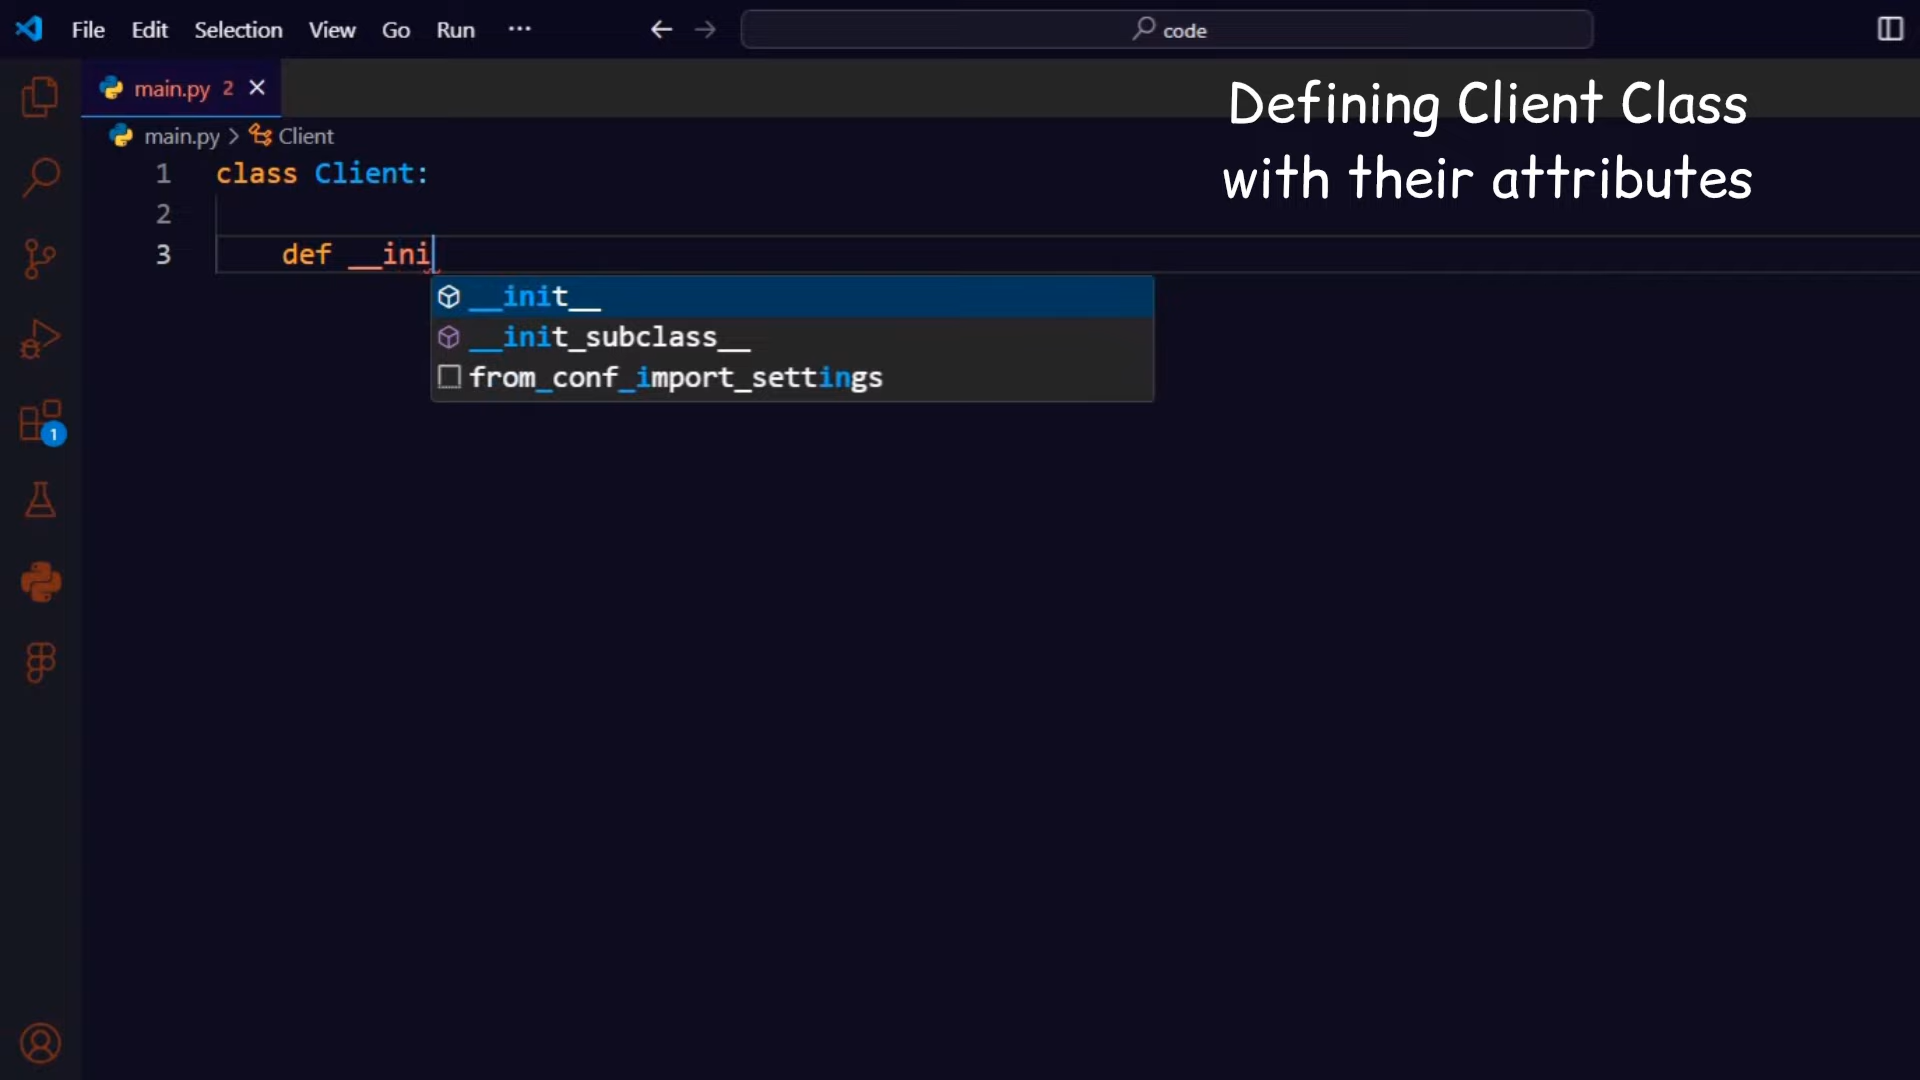 File Edit Selection View Go Run ··· code
main.py 2
Defining Client Class
with their attributes
main.py > Client
1 class Client:
2
3 def __ini
__init__
__init_subclass__
from_conf_import_settings
1